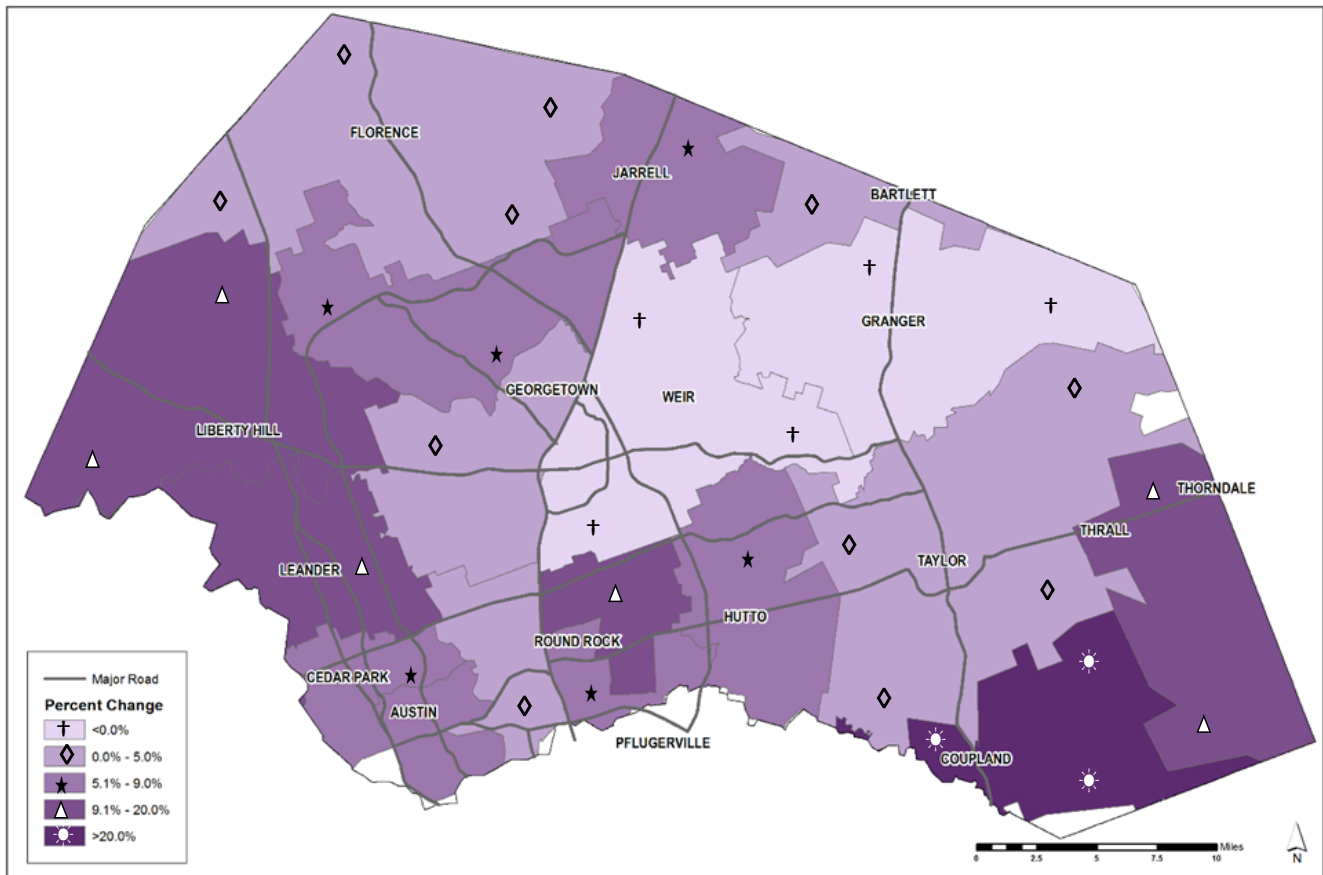 FLORENCE
JARRELL
BARTLETT
GRANGER
GEORGETOWN
WEIR
LIBERTY HILL
THORNDALE
THRALL
TAYLOR
LEANDER
HUTTO
ROUND ROCK
CEDAR PARK
AUSTIN
PFLUGERVILLE
COUPLAND
Major Road
Percent Change
<0.0%
0.0% - 5.0%
5.1% - 9.0%
9.1% - 20.0%
>20.0%
Miles
0 2.5 5 7.5 10
N